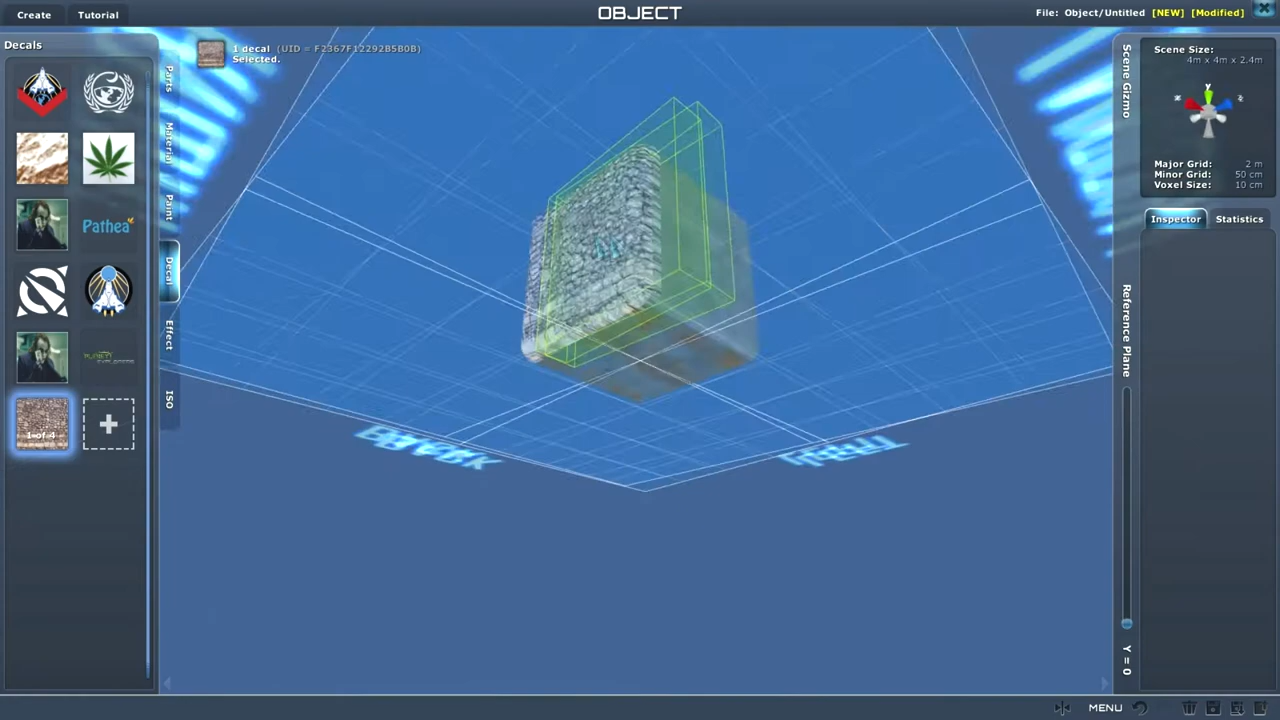 Create
Tutorial
OBJECT
File: Object/Untitled [NEW] [Modified]
Decals
1 decal (UID = F2367F12292B5B0B)
Selected.
Parts
Material
Paint
Decal
Effect
ISO
Pathea
1 of 4
Scene Gizmo
Scene Size:
4m x 4m x 2.4m
y
Major Grid: 2 m
Minor Grid: 50 cm
Voxel Size: 10 cm
Inspector
Statistics
Reference Plane
Y = 0
MENU